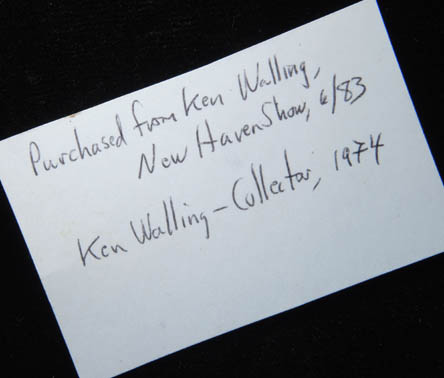 Purchased from Ken Walling,
New Haven Show, 6/83
Ken Walling - Collector, 1974